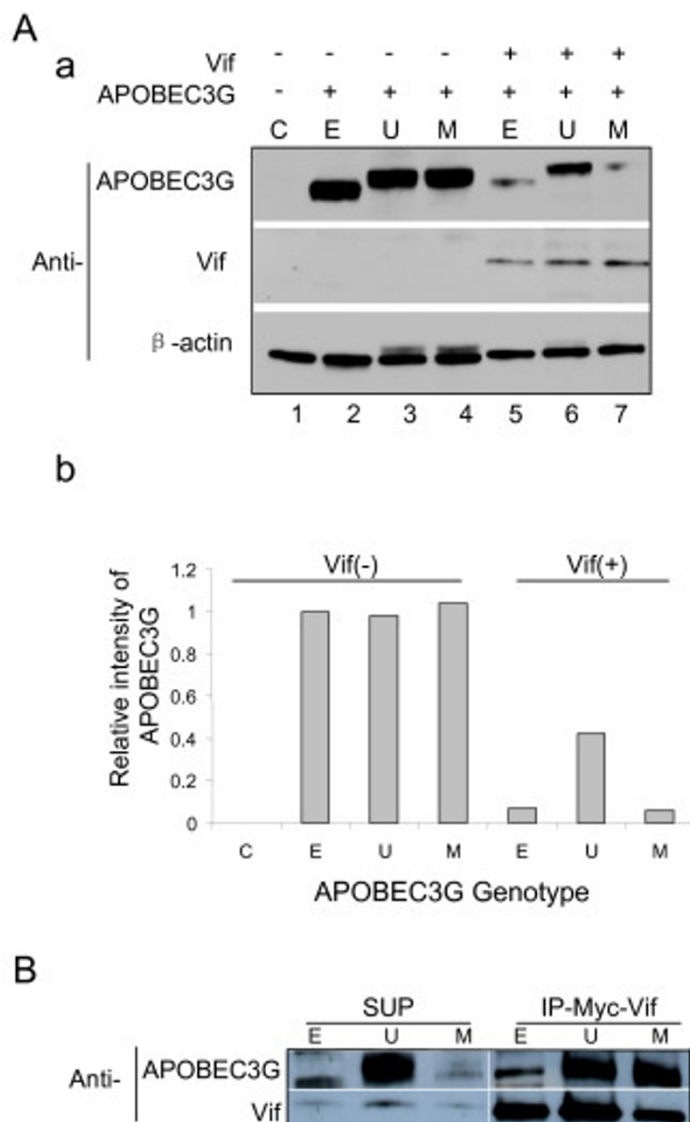 A
a
Vif - - - - + + +
APOBEC3G - + + + + + +
C E U M E U M
APOBEC3G
Anti- Vif
β-actin
1 2 3 4 5 6 7
b
Vif(-) Vif(+)
Relative intensity of
APOBEC3G
1.2
1
0.8
0.6
0.4
0.2
0
C E U M E U M
APOBEC3G Genotype
B
SUP IP-Myc-Vif
E U M E U M
Anti- APOBEC3G
Vif